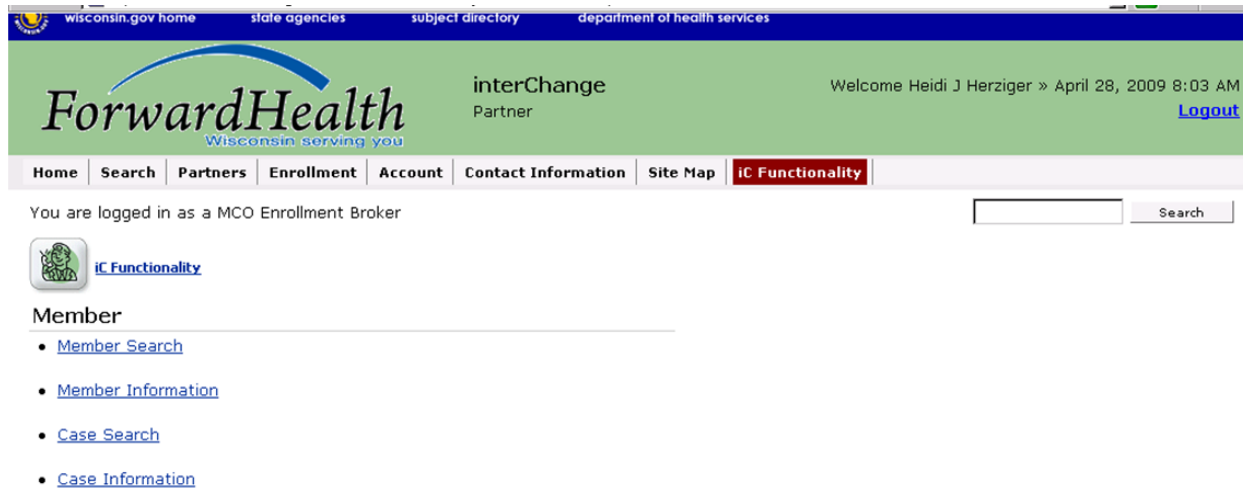 wisconsin.gov home state agencies subject directory department of health services
ForwardHealth
Wisconsin serving you
interChange
Partner
Welcome Heidi J Herziger » April 28, 2009 8:03 AM
Logout
Home Search Partners Enrollment Account Contact Information Site Map iC Functionality
You are logged in as a MCO Enrollment Broker
Search
iC Functionality
Member
• Member Search
• Member Information
• Case Search
• Case Information